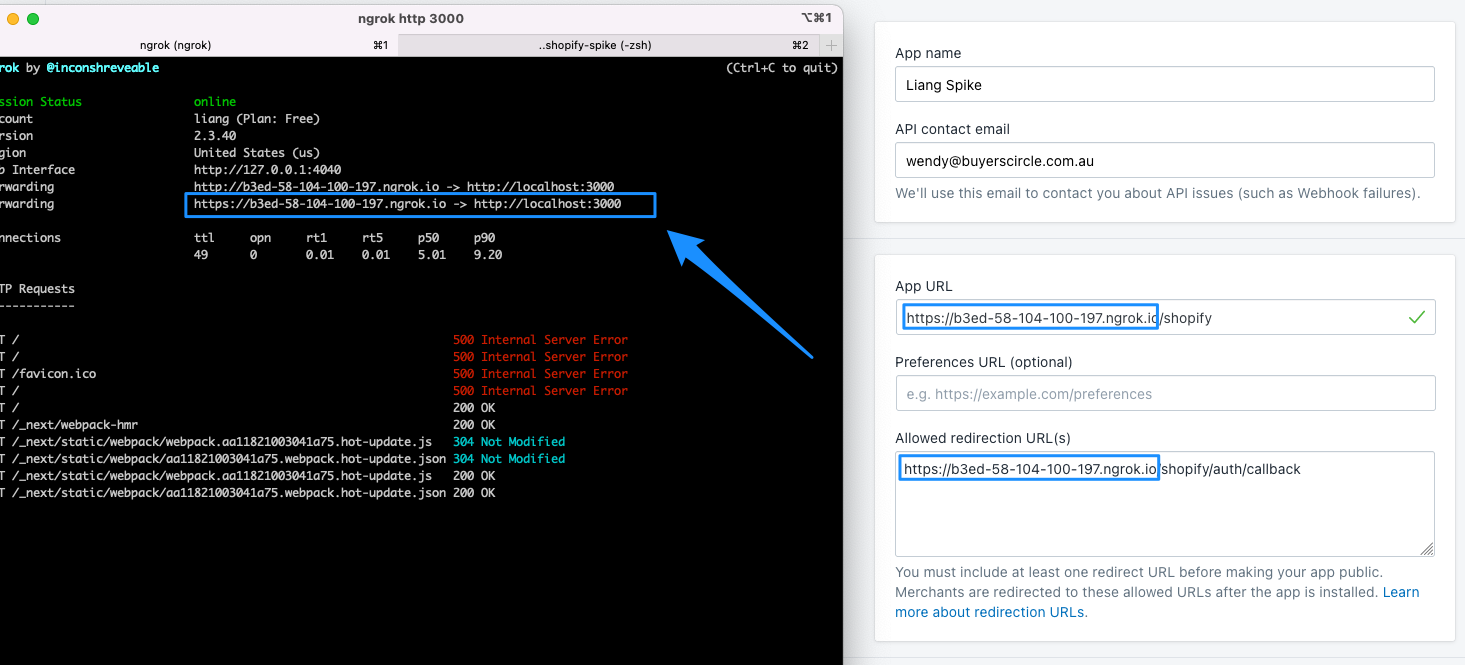 ngrok http 3000
⌥⌘1
ngrok (ngrok)
⌘1
..shopify-spike (-zsh)
⌘2
rok by @inconshreveable (Ctrl+C to quit)
ssion Status online
count liang (Plan: Free)
rsion 2.3.40
gion United States (us)
b Interface http://127.0.0.1:4040
rwarding http://b3ed-58-104-100-197.ngrok.io -> http://localhost:3000
rwarding https://b3ed-58-104-100-197.ngrok.io -> http://localhost:3000
nnections ttl opn rt1 rt5 p50 p90
49 0 0.01 0.01 5.01 9.20
TP Requests
-----------
T / 500 Internal Server Error
T / 500 Internal Server Error
T /favicon.ico 500 Internal Server Error
T / 500 Internal Server Error
T / 200 OK
T /_next/webpack-hmr 200 OK
T /_next/static/webpack/webpack.aa11821003041a75.hot-update.js 304 Not Modified
T /_next/static/webpack/aa11821003041a75.webpack.hot-update.json 304 Not Modified
T /_next/static/webpack/webpack.aa11821003041a75.hot-update.js 200 OK
T /_next/static/webpack/aa11821003041a75.webpack.hot-update.json 200 OK
App name
Liang Spike
API contact email
wendy@buyerscircle.com.au
We'll use this email to contact you about API issues (such as Webhook failures).
App URL
https://b3ed-58-104-100-197.ngrok.io/shopify
Preferences URL (optional)
e.g. https://example.com/preferences
Allowed redirection URL(s)
https://b3ed-58-104-100-197.ngrok.io/shopify/auth/callback
You must include at least one redirect URL before making your app public.
Merchants are redirected to these allowed URLs after the app is installed. Learn
more about redirection URLs.